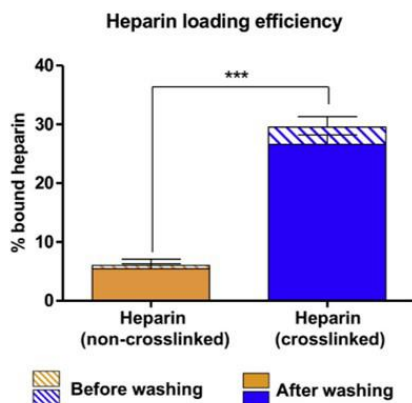 Heparin loading efficiency
% bound heparin
40
30
20
10
0
***
Heparin
(non-crosslinked)
Heparin
(crosslinked)
Before washing
After washing